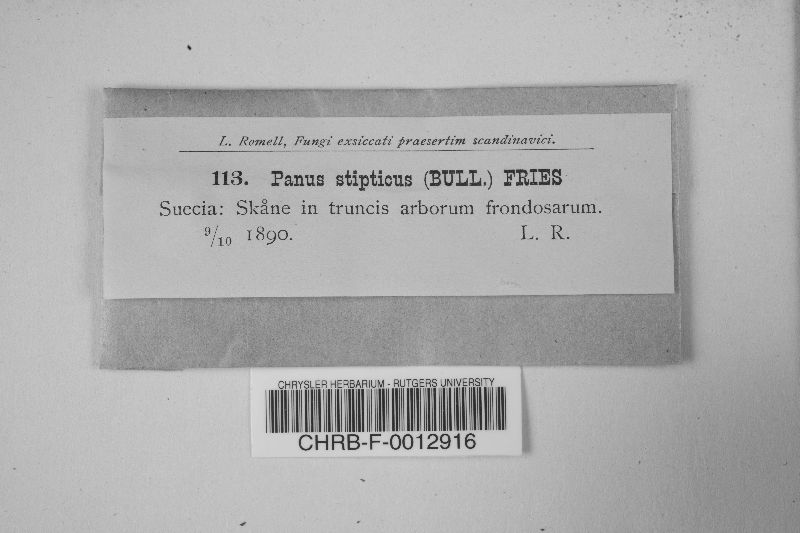 L. Romell, Fungi exsiccati praesertim scandinavici.
113. Panus stipticus (BULL.) FRIES
Suecia: Skåne in truncis arborum frondosarum.
9/10 1890. L. R.
CHRYSLER HERBARIUM - RUTGERS UNIVERSITY
CHRB-F-0012916